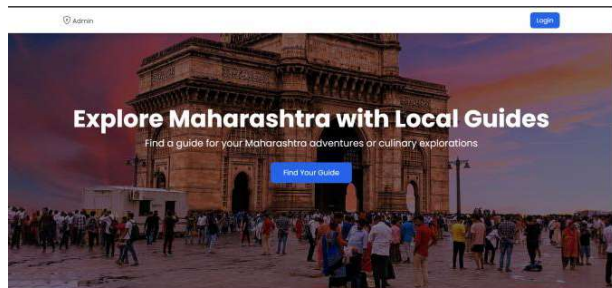 Admin
Login
Explore Maharashtra with Local Guides
Find a guide for your Maharashtra adventures or culinary explorations
Find Your Guide